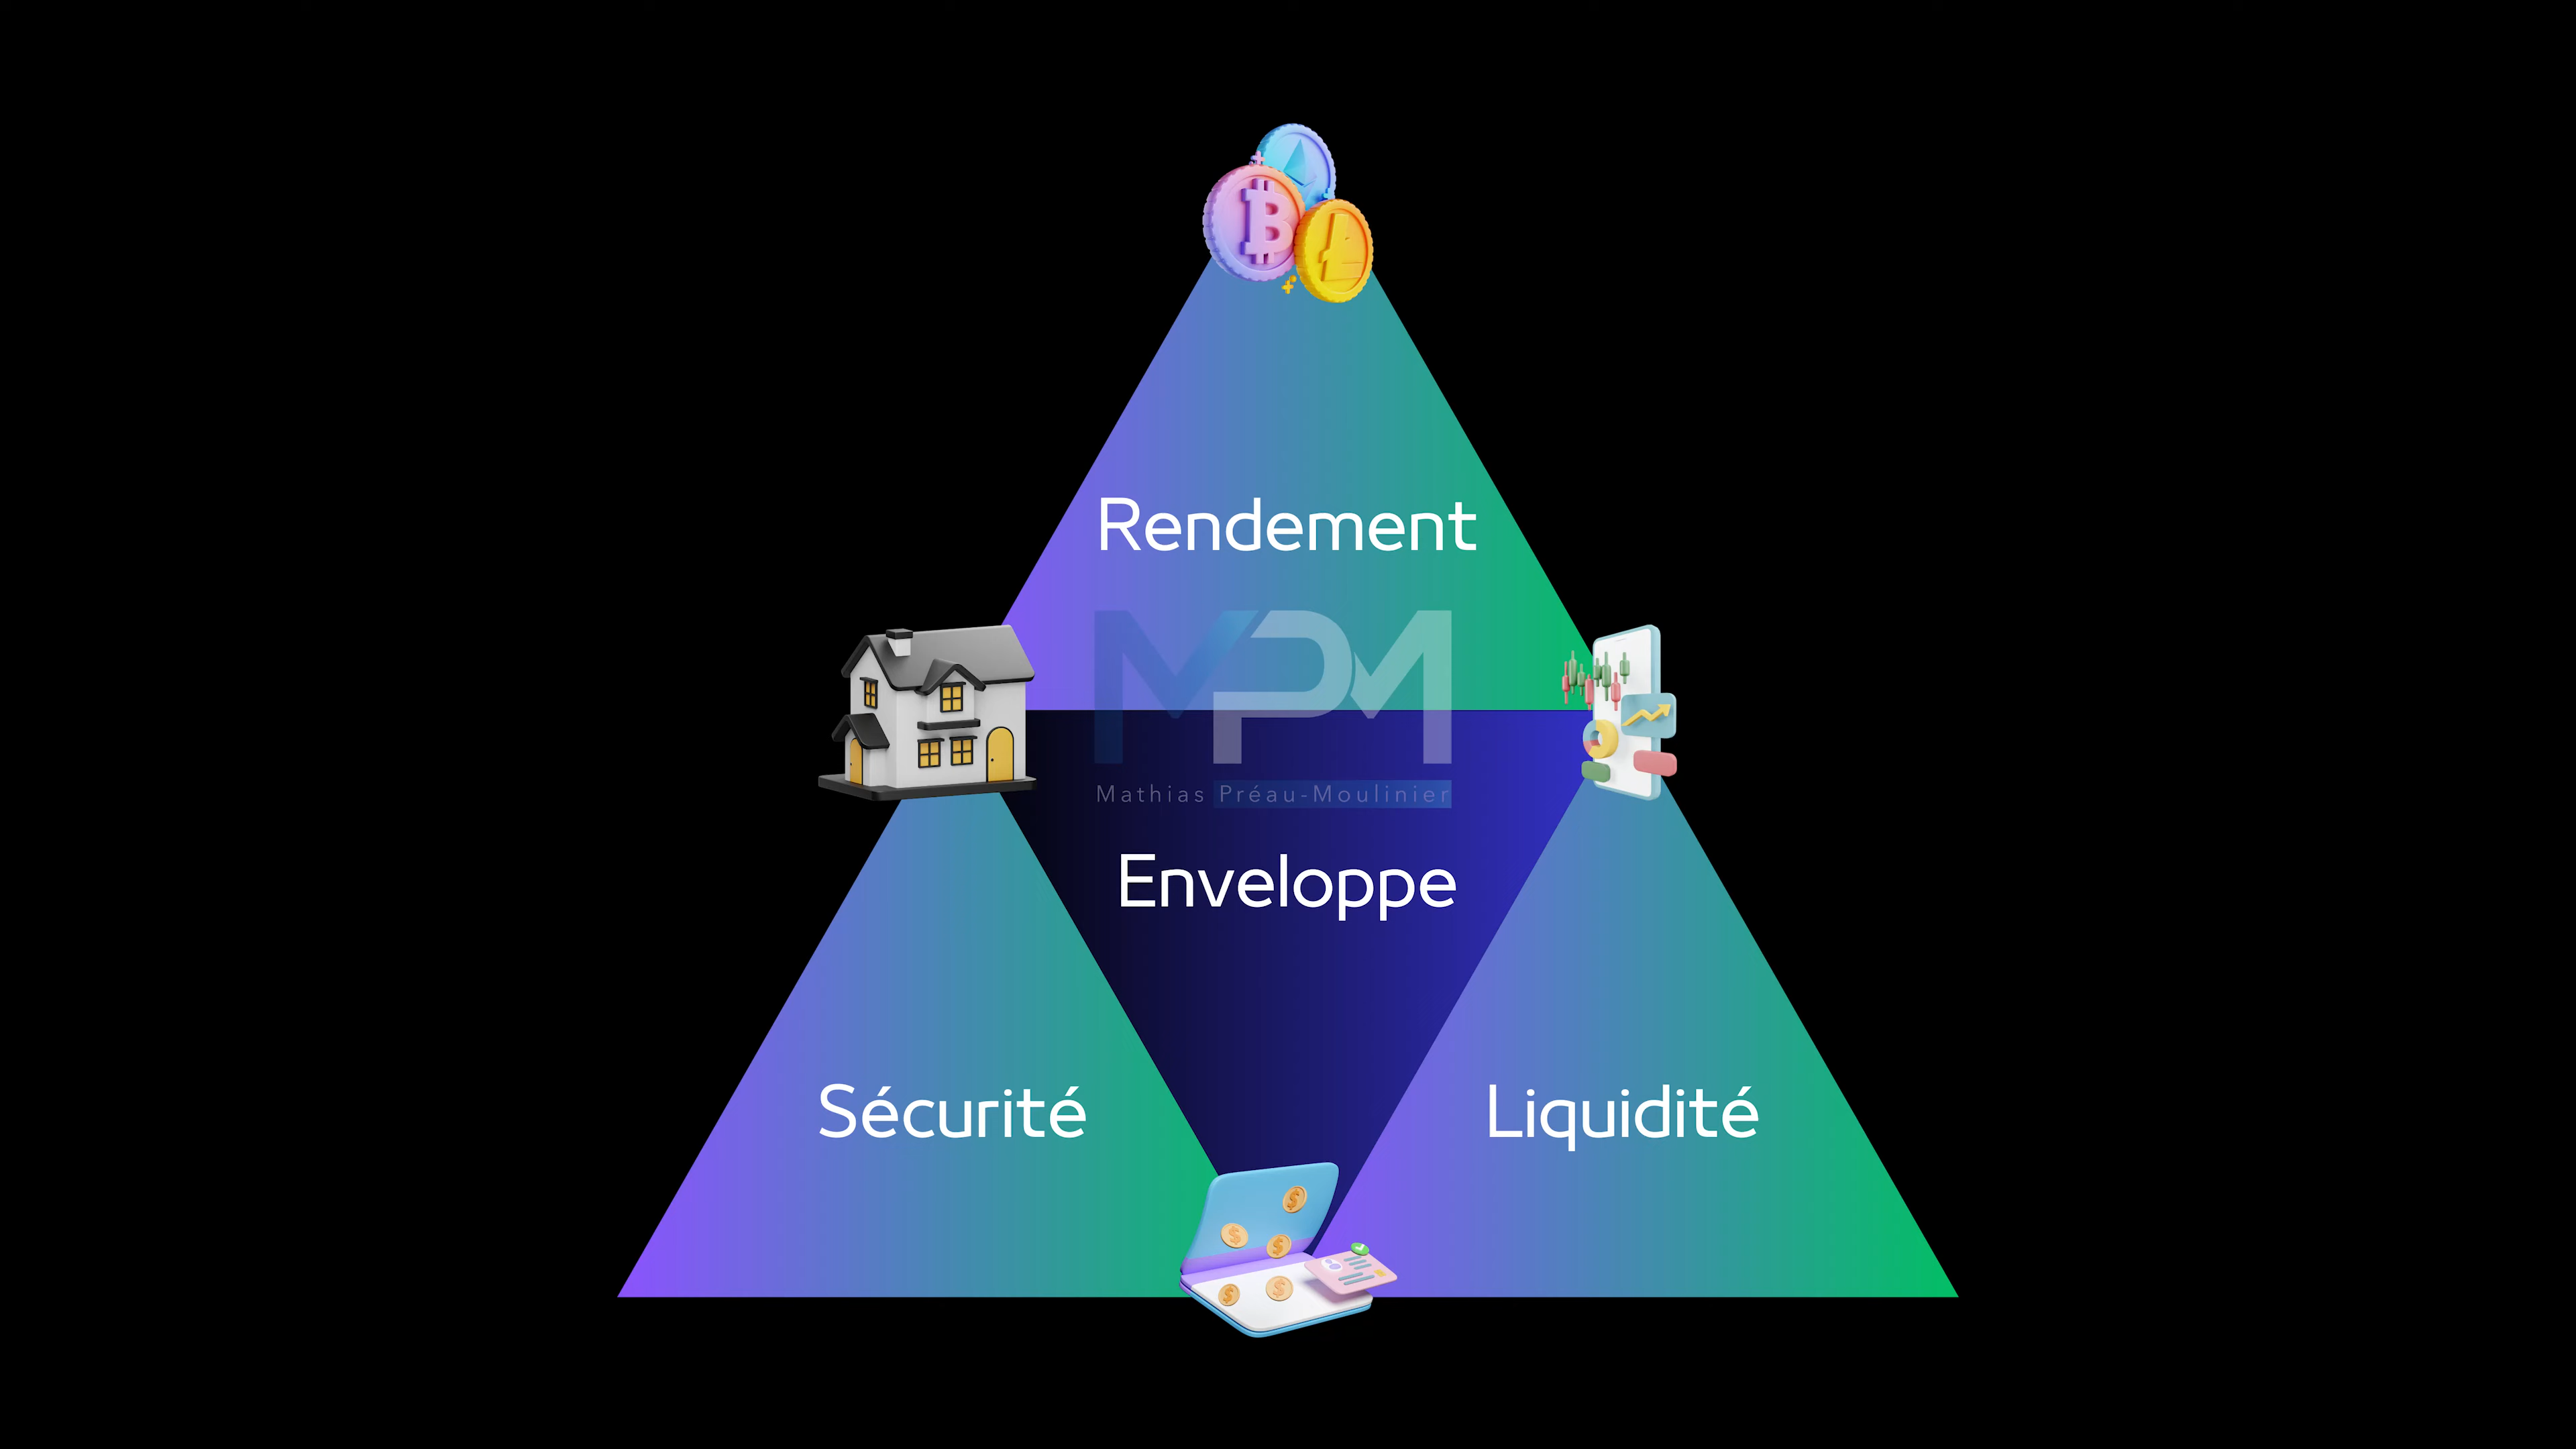 Rendement
MPM
Mathias Préau-Moulinier
Enveloppe
Sécurité
Liquidité